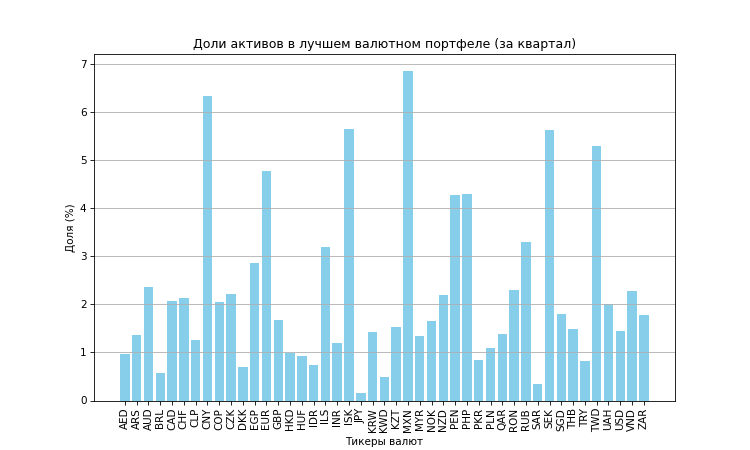 Доли активов в лучшем валютном портфеле (за квартал)
Доля (%)
7
6
5
4
3
2
1
0
AED ARS AUD BRL CAD CHF CLP CNY COP CZK DKK EGP EUR GBP HKD HUF IDR ILS INR ISK JPY KRW KWD KZT MXN MYR NOK NZD PEN PHP PKR PLN QAR RON RUB SAR SEK SGD THB TRY TWD UAH USD VND ZAR
Тикеры валют